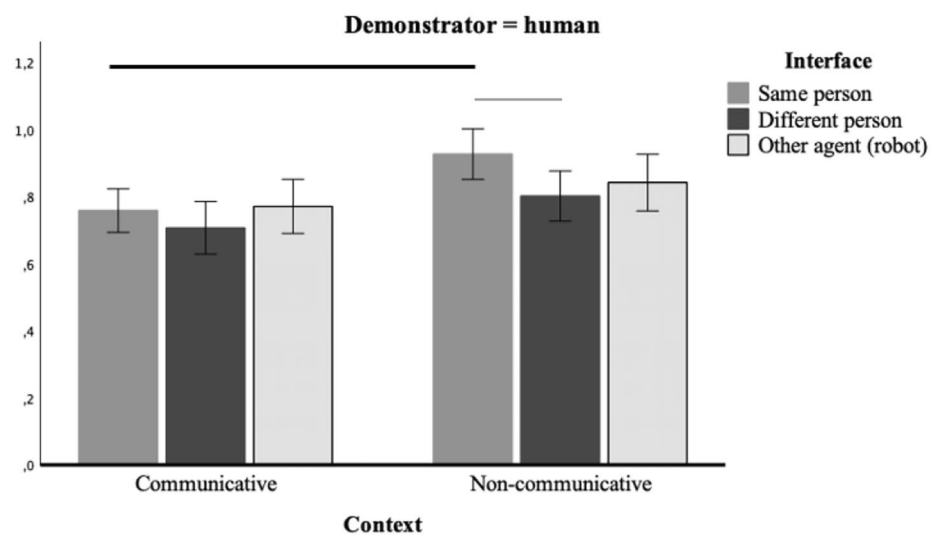 Demonstrator = human
1,2
1,0
,8
,6
,4
,2
,0
Interface
Same person
Different person
Other agent (robot)
Communicative
Non-communicative
Context